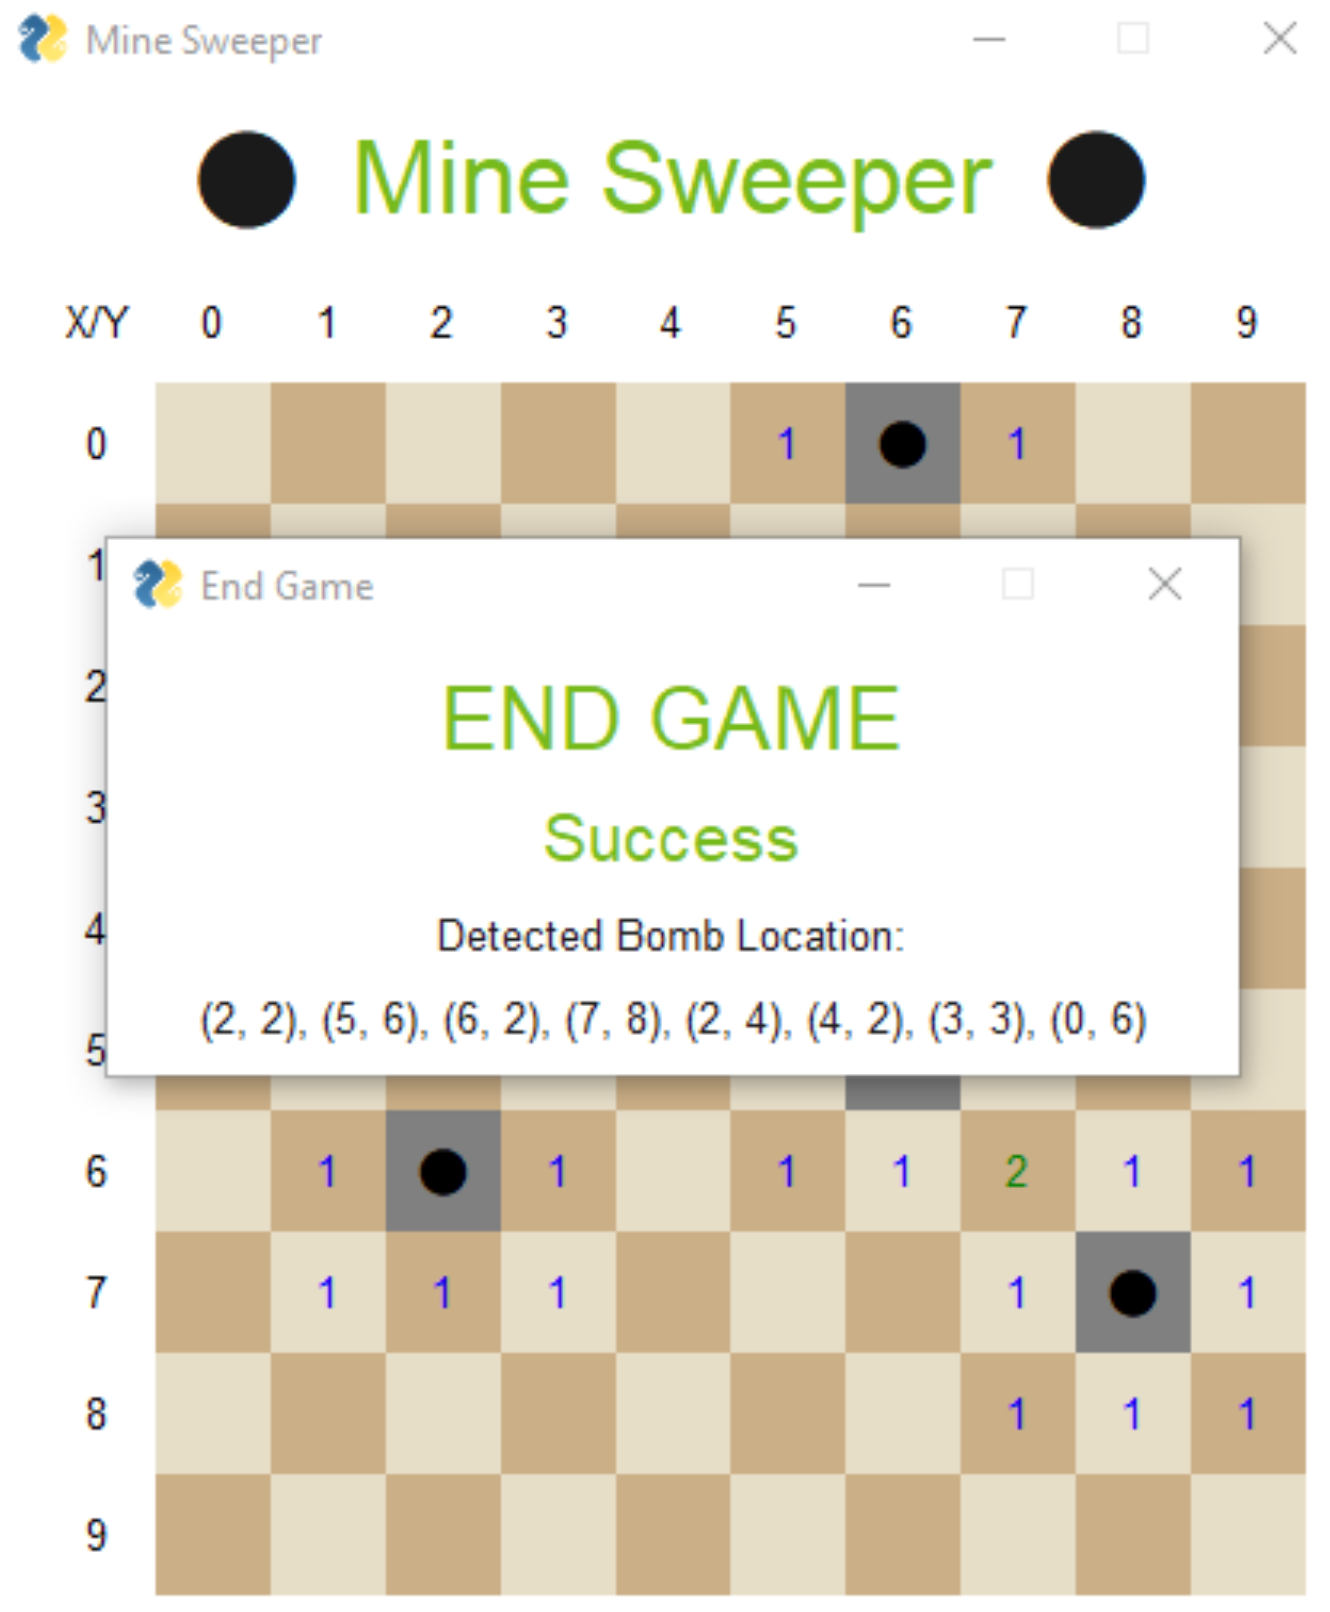 Mine Sweeper
Mine Sweeper
X/Y 0 1 2 3 4 5 6 7 8 9
0 1 1
1
End Game
2
END GAME
3
Success
4
Detected Bomb Location:
(2, 2), (5, 6), (6, 2), (7, 8), (2, 4), (4, 2), (3, 3), (0, 6)
5
6 1 1 1 1 2 1 1
7 1 1 1 1 1
8 1 1 1
9